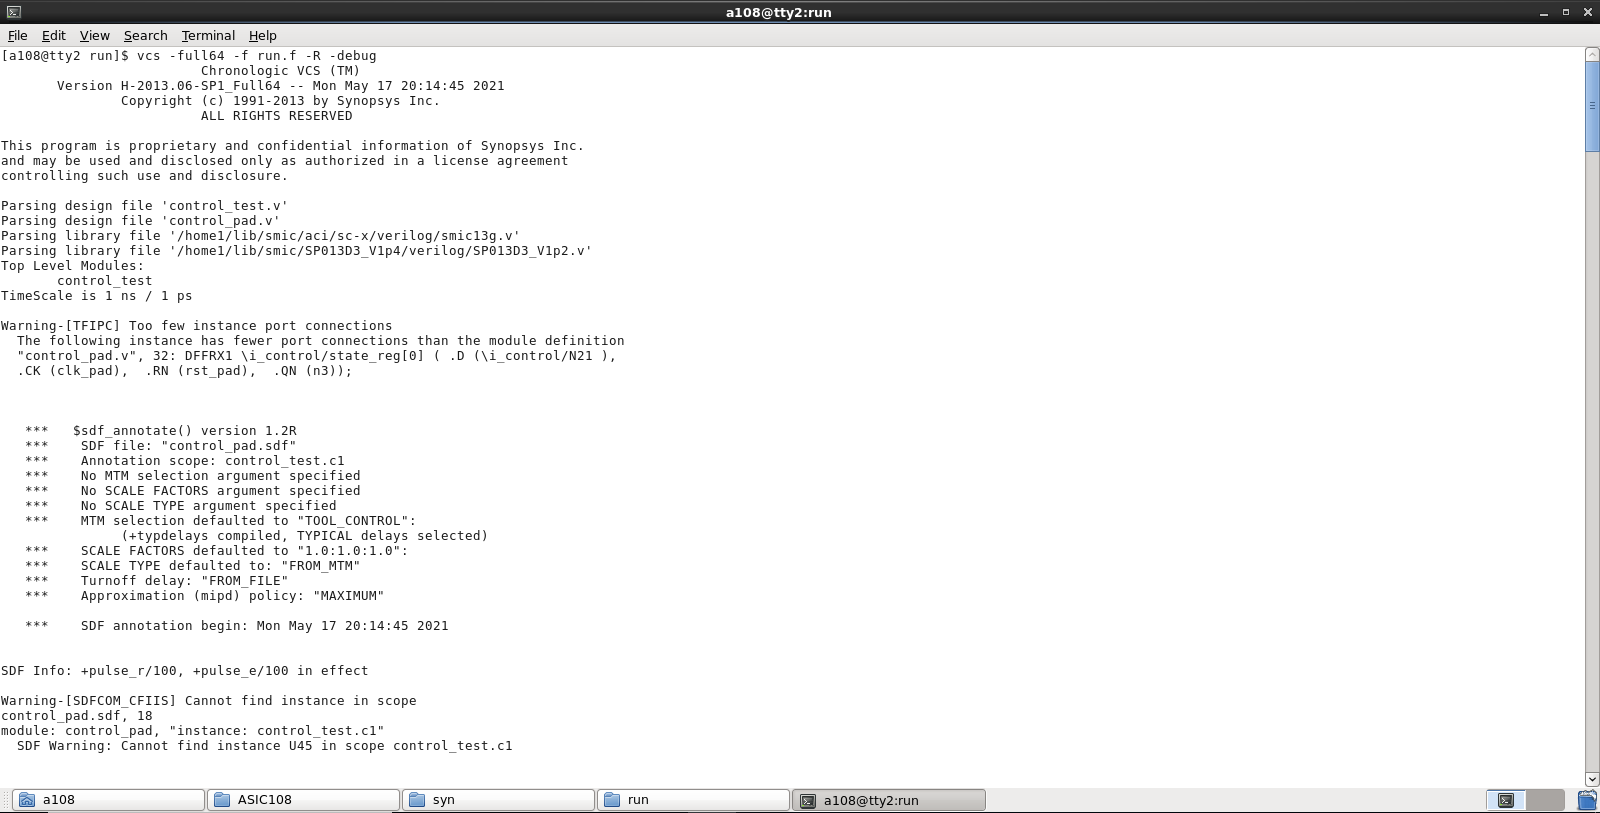 a108@tty2:run
File Edit View Search Terminal Help
[a108@tty2 run]$ vcs -full64 -f run.f -R -debug
Chronologic VCS (TM)
Version H-2013.06-SP1_Full64 -- Mon May 17 20:14:45 2021
Copyright (c) 1991-2013 by Synopsys Inc.
ALL RIGHTS RESERVED
This program is proprietary and confidential information of Synopsys Inc.
and may be used and disclosed only as authorized in a license agreement
controlling such use and disclosure.
Parsing design file 'control_test.v'
Parsing design file 'control_pad.v'
Parsing library file '/home1/lib/smic/aci/sc-x/verilog/smic13g.v'
Parsing library file '/home1/lib/smic/SP013D3_V1p4/verilog/SP013D3_V1p2.v'
Top Level Modules:
control_test
TimeScale is 1 ns / 1 ps
Warning-[TFIPC] Too few instance port connections
The following instance has fewer port connections than the module definition
"control_pad.v", 32: DFFRX1 \i_control/state_reg[0] ( .D (\i_control/N21 ),
.CK (clk_pad),  .RN (rst_pad),  .QN (n3));
***   $sdf_annotate() version 1.2R
***    SDF file: "control_pad.sdf"
***    Annotation scope: control_test.c1
***    No MTM selection argument specified
***    No SCALE FACTORS argument specified
***    No SCALE TYPE argument specified
***    MTM selection defaulted to "TOOL_CONTROL":
(+typdelays compiled, TYPICAL delays selected)
***    SCALE FACTORS defaulted to "1.0:1.0:1.0":
***    SCALE TYPE defaulted to: "FROM_MTM"
***    Turnoff delay: "FROM_FILE"
***    Approximation (mipd) policy: "MAXIMUM"
***    SDF annotation begin: Mon May 17 20:14:45 2021
SDF Info: +pulse_r/100, +pulse_e/100 in effect
Warning-[SDFCOM_CFIIS] Cannot find instance in scope
control_pad.sdf, 18
module: control_pad, "instance: control_test.c1"
SDF Warning: Cannot find instance U45 in scope control_test.c1
a108 ASIC108 syn run a108@tty2:run